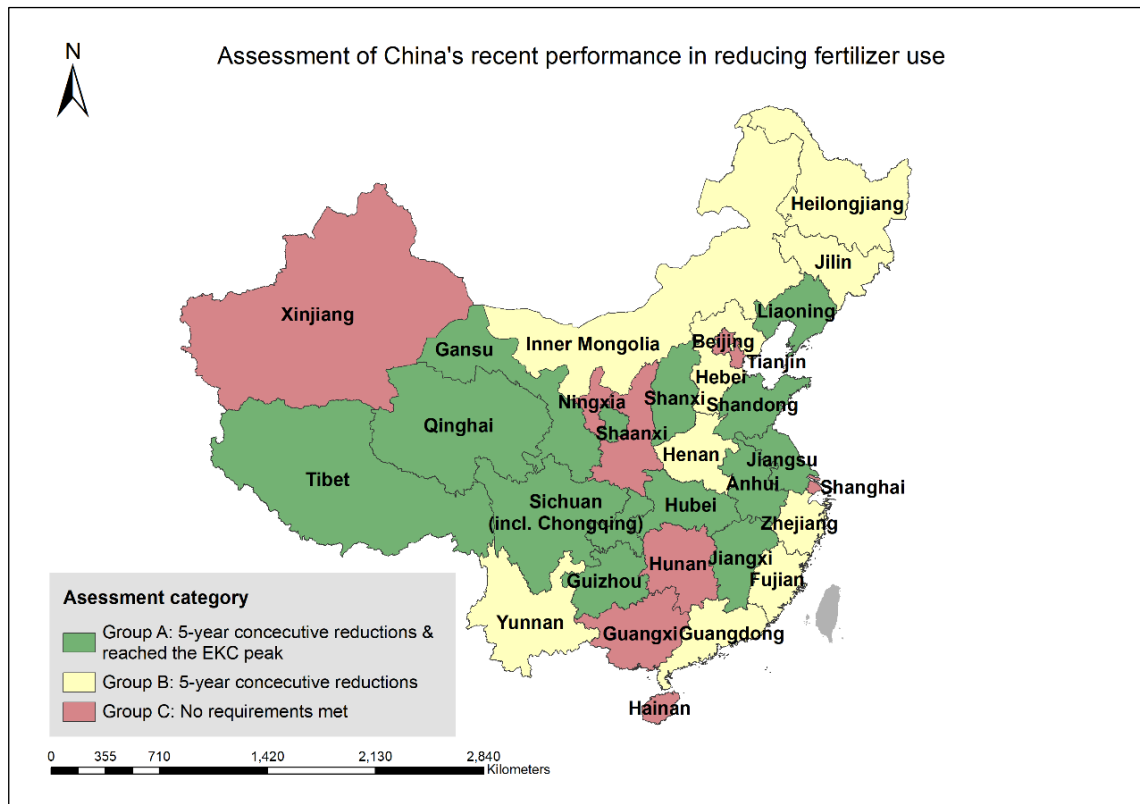 Assessment of China's recent performance in reducing fertilizer use
N
Heilongjiang
Jilin
Liaoning
Xinjiang
Inner Mongolia
Beijing
Gansu
Tianjin
Hebei
Ningxia
Shanxi
Shandong
Qinghai
Shaanxi
Henan
Jiangsu
Tibet
Anhui
Shanghai
Sichuan
(incl. Chongqing)
Hubei
Zhejiang
Hunan
Jiangxi
Guizhou
Fujian
Yunnan
Guangxi
Guangdong
Hainan
Asessment category
Group A: 5-year concecutive reductions &
reached the EKC peak
Group B: 5-year concecutive reductions
Group C: No requirements met
0 355 710 1,420 2,130 2,840
Kilometers